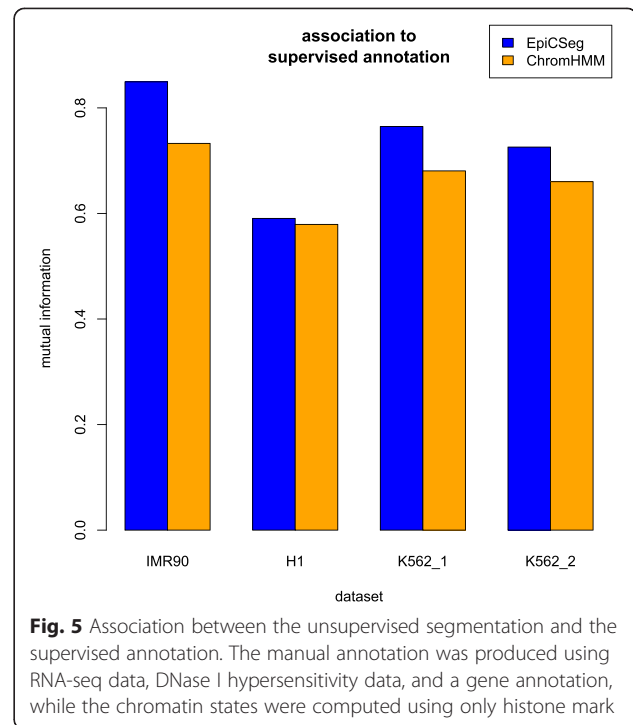 association to
supervised annotation
EpiCSeg
ChromHMM
mutual information
0.8
0.6
0.4
0.2
0.0
IMR90 H1 K562_1 K562_2
dataset
Fig. 5 Association between the unsupervised segmentation and the
supervised annotation. The manual annotation was produced using
RNA-seq data, DNase I hypersensitivity data, and a gene annotation,
while the chromatin states were computed using only histone mark